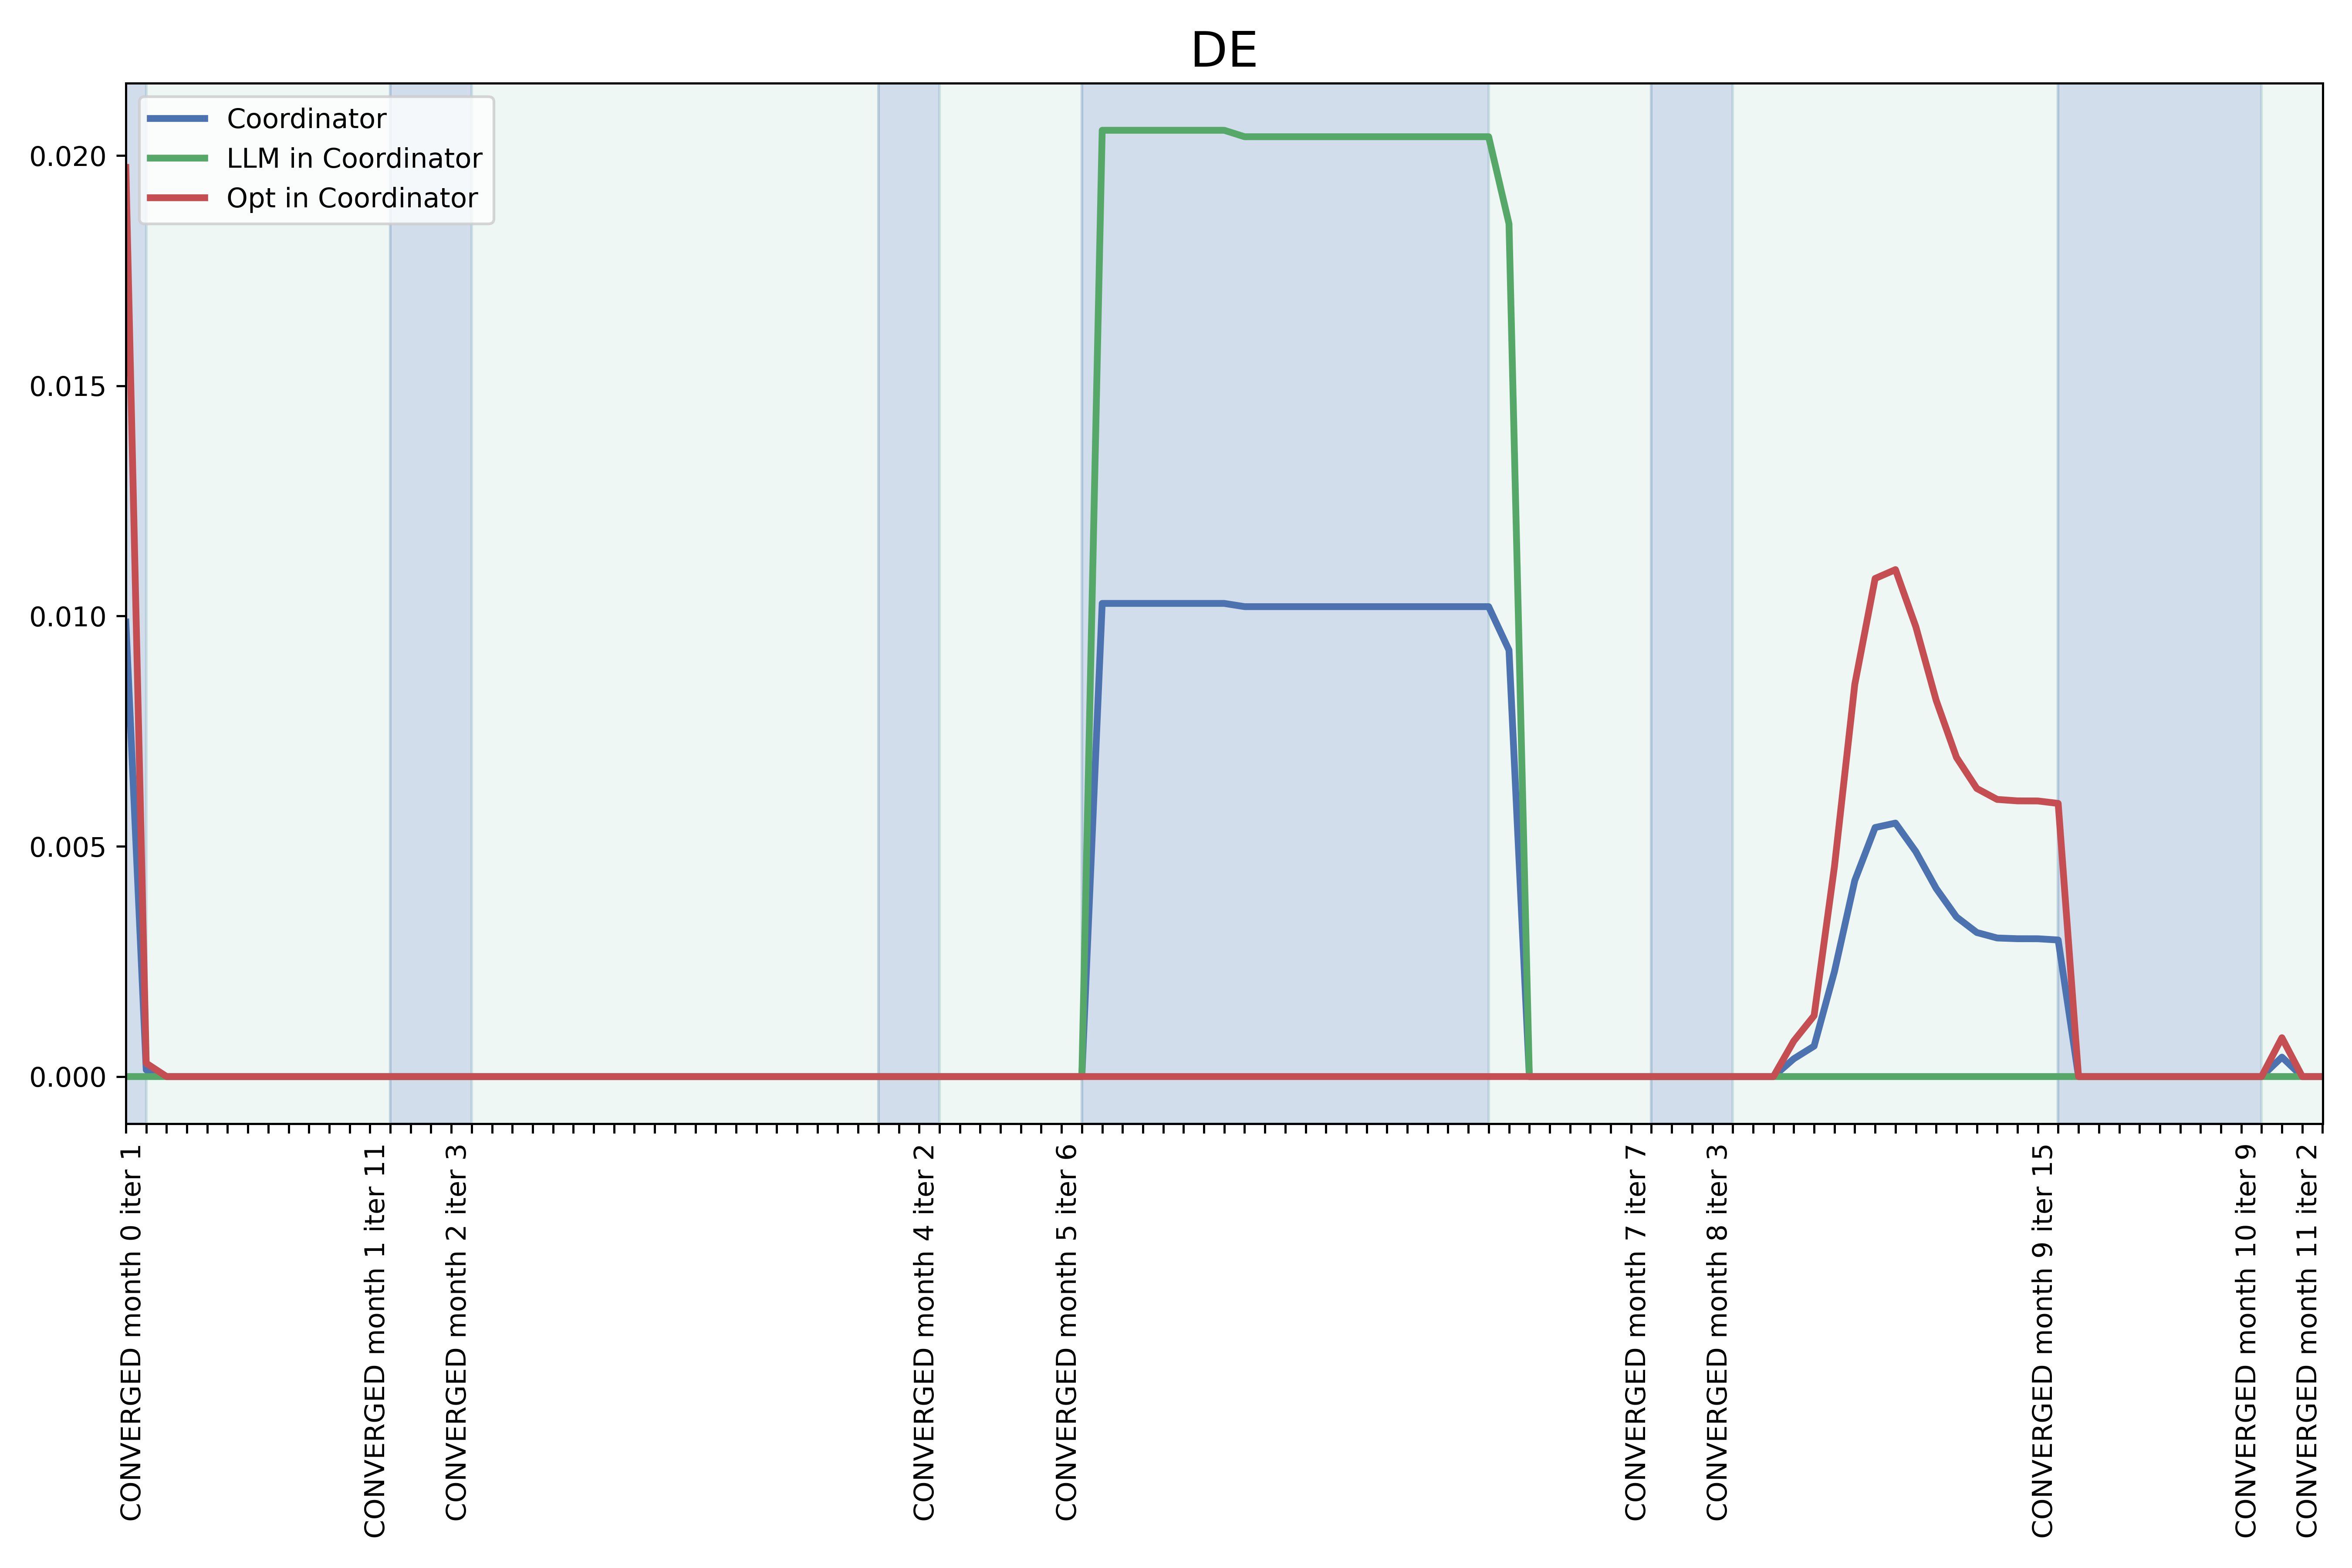 DE
Coordinator
LLM in Coordinator
Opt in Coordinator
0.020
0.015
0.010
0.005
0.000
CONVERGED month 0 iter 1
CONVERGED month 1 iter 11
CONVERGED month 2 iter 3
CONVERGED month 4 iter 2
CONVERGED month 5 iter 6
CONVERGED month 7 iter 7
CONVERGED month 8 iter 3
CONVERGED month 9 iter 15
CONVERGED month 10 iter 9
CONVERGED month 11 iter 2